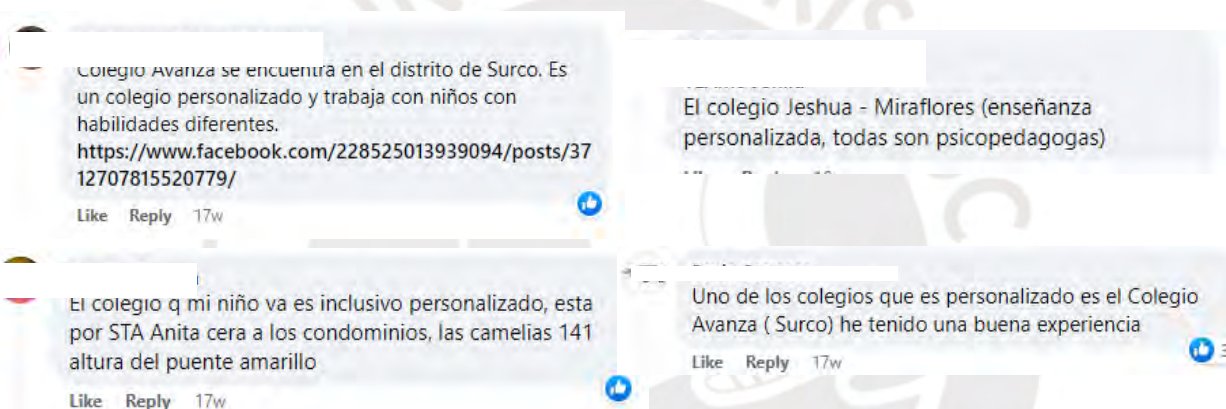 Colegio Avanza se encuentra en el distrito de Surco. Es
un colegio personalizado y trabaja con niños con
habilidades diferentes.
https://www.facebook.com/228525013939094/posts/37
12707815520779/
Like Reply 17w
El colegio Jeshua - Miraflores (enseñanza
personalizada, todas son psicopedagogas)
El colegio q mi niño va es inclusivo personalizado, esta
por STA Anita cera a los condominios, las camelias 141
altura del puente amarillo
Like Reply 17w
Uno de los colegios que es personalizado es el Colegio
Avanza ( Surco) he tenido una buena experiencia
Like Reply 17w